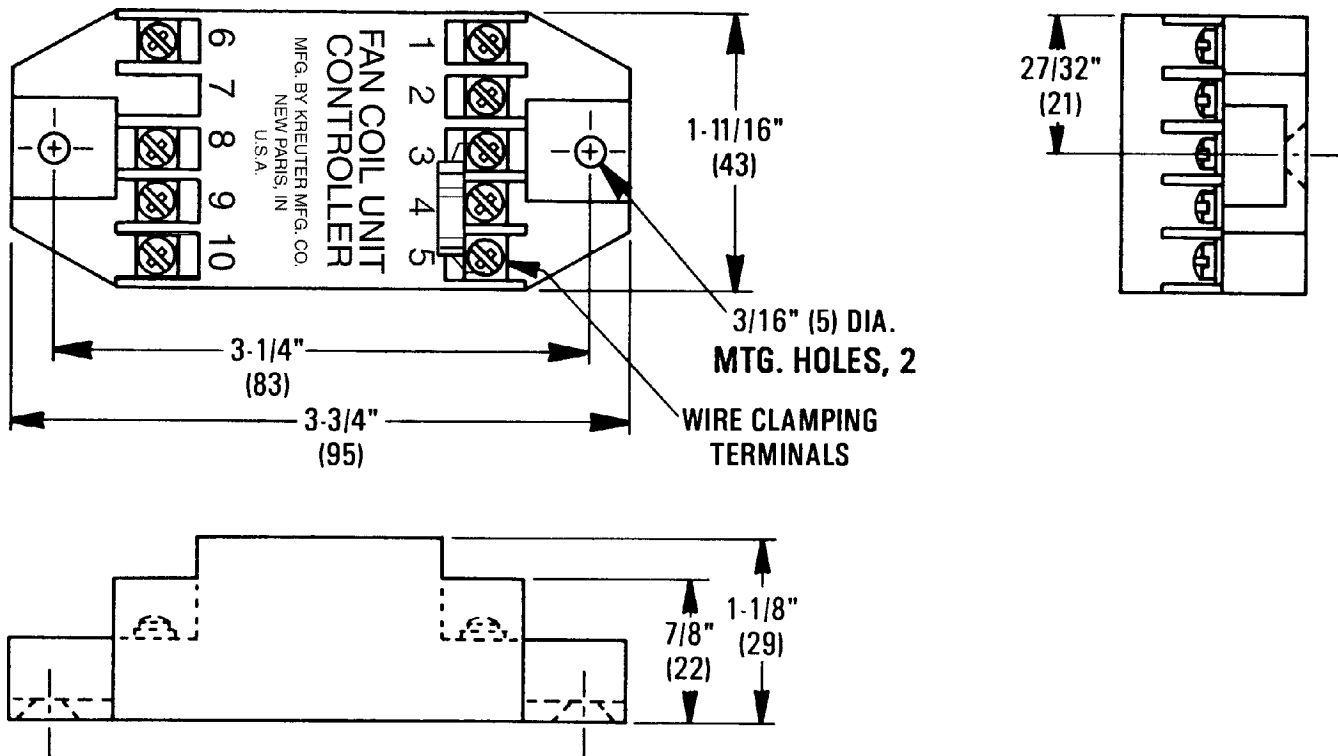 6
7
8
9
10
FAN COIL UNIT
CONTROLLER
MFG. BY KREUTER MFG. CO.
NEW PARIS, IN
U.S.A.
1
2
3
4
5
1-11/16"
(43)
27/32"
(21)
3/16" (5) DIA.
MTG. HOLES, 2
3-1/4"
(83)
3-3/4"
(95)
WIRE CLAMPING
TERMINALS
7/8"
(22)
1-1/8"
(29)